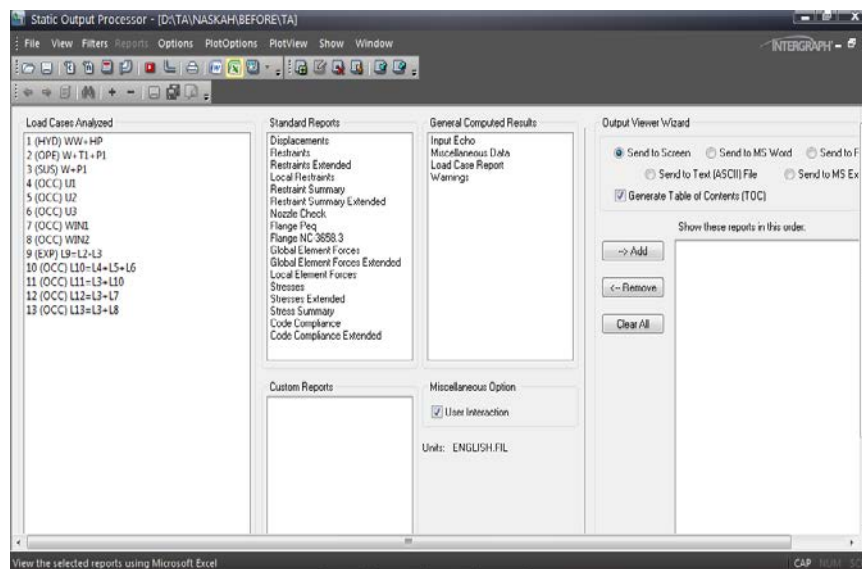 Static Output Processor - [D:\TA\NASKAH\BEFORE\TA]
File View Filters Reports Options PlotOptions PlotView Show Window
INTERGRAPH
Load Cases Analyzed
1 (HYD) WW+HP
2 (OPE) W+T1+P1
3 (SUS) W+P1
4 (OCC) U1
5 (OCC) U2
6 (OCC) U3
7 (OCC) WIN1
8 (OCC) WIN2
9 (EXP) L9=L2-L3
10 (OCC) L10=L4+L5+L6
11 (OCC) L11=L3+L10
12 (OCC) L12=L3+L7
13 (OCC) L13=L3+L8
Standard Reports
Displacements
Restraints
Restraints Extended
Local Restraints
Restraint Summary
Restraint Summary Extended
Nozzle Check
Flange Peq
Flange NC 3658.3
Global Element Forces
Global Element Forces Extended
Local Element Forces
Stresses
Stresses Extended
Stress Summary
Code Compliance
Code Compliance Extended
Custom Reports
General Computed Results
Input Echo
Miscellaneous Data
Load Case Report
Warnings
Miscellaneous Option
User Interaction
Units: ENGLISH.FIL
Output Viewer Wizard
Send to Screen Send to MS Word Send to F
Send to Text (ASCII) File Send to MS Ex
Generate Table of Contents (TOC)
Show these reports in this order:
--> Add
<-- Remove
Clear All
View the selected reports using Microsoft Excel
CAP NUM SC